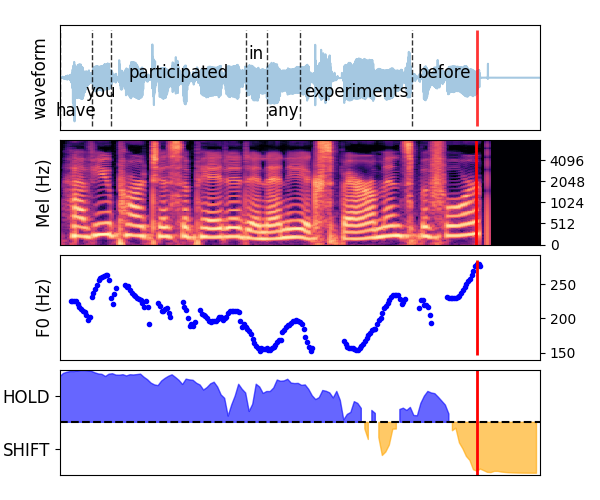 waveform
have
you
participated
in
any
experiments
before
Mel (Hz)
4096
2048
1024
512
0
F0 (Hz)
250
200
150
HOLD
SHIFT